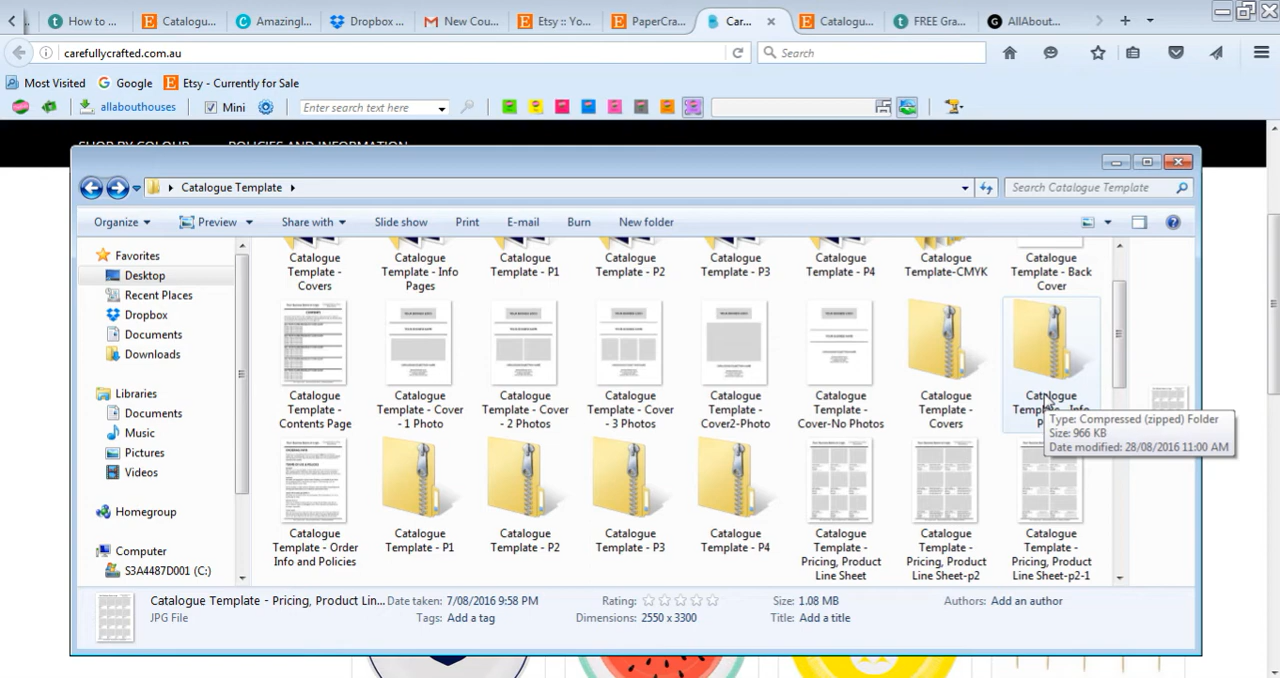 How to ...
Catalogu...
AmazingI...
Dropbox ...
New Cou...
Etsy :: Yo...
PaperCra...
Car...
Catalogu...
FREE Gra...
AllAbout...
carefullycrafted.com.au
Search
Most Visited
Google
Etsy - Currently for Sale
allabouthouses
Mini
Enter search text here
SHOP BY COLOUR
POLICIES AND INFORMATION
Catalogue Template
Search Catalogue Template
Organize
Preview
Share with
Slide show
Print
E-mail
Burn
New folder
Favorites
Desktop
Recent Places
Dropbox
Documents
Downloads
Libraries
Documents
Music
Pictures
Videos
Homegroup
Computer
S3A4487D001 (C:)
Catalogue
Template -
Covers
Catalogue
Template - Info
Pages
Catalogue
Template - P1
Catalogue
Template - P2
Catalogue
Template - P3
Catalogue
Template - P4
Catalogue
Template-CMYK
Catalogue
Template - Back
Cover
Catalogue
Template -
Contents Page
Catalogue
Template - Cover
- 1 Photo
Catalogue
Template - Cover
- 2 Photos
Catalogue
Template - Cover
- 3 Photos
Catalogue
Template -
Cover2-Photo
Catalogue
Template -
Cover-No Photos
Catalogue
Template -
Covers
Catalogue
Template - Info
Type: Compressed (zipped) Folder
Size: 966 KB
Date modified: 28/08/2016 11:00 AM
Catalogue
Template - Order
Info and Policies
Catalogue
Template - P1
Catalogue
Template - P2
Catalogue
Template - P3
Catalogue
Template - P4
Catalogue
Template -
Pricing, Product
Line Sheet
Catalogue
Template -
Pricing, Product
Line Sheet-p2
Catalogue
Template -
Pricing, Product
Line Sheet-p2-1
Catalogue Template - Pricing, Product Lin...
JPG File
Date taken: 7/08/2016 9:58 PM
Tags: Add a tag
Rating:
Dimensions: 2550 x 3300
Size: 1.08 MB
Title: Add a title
Authors: Add an author